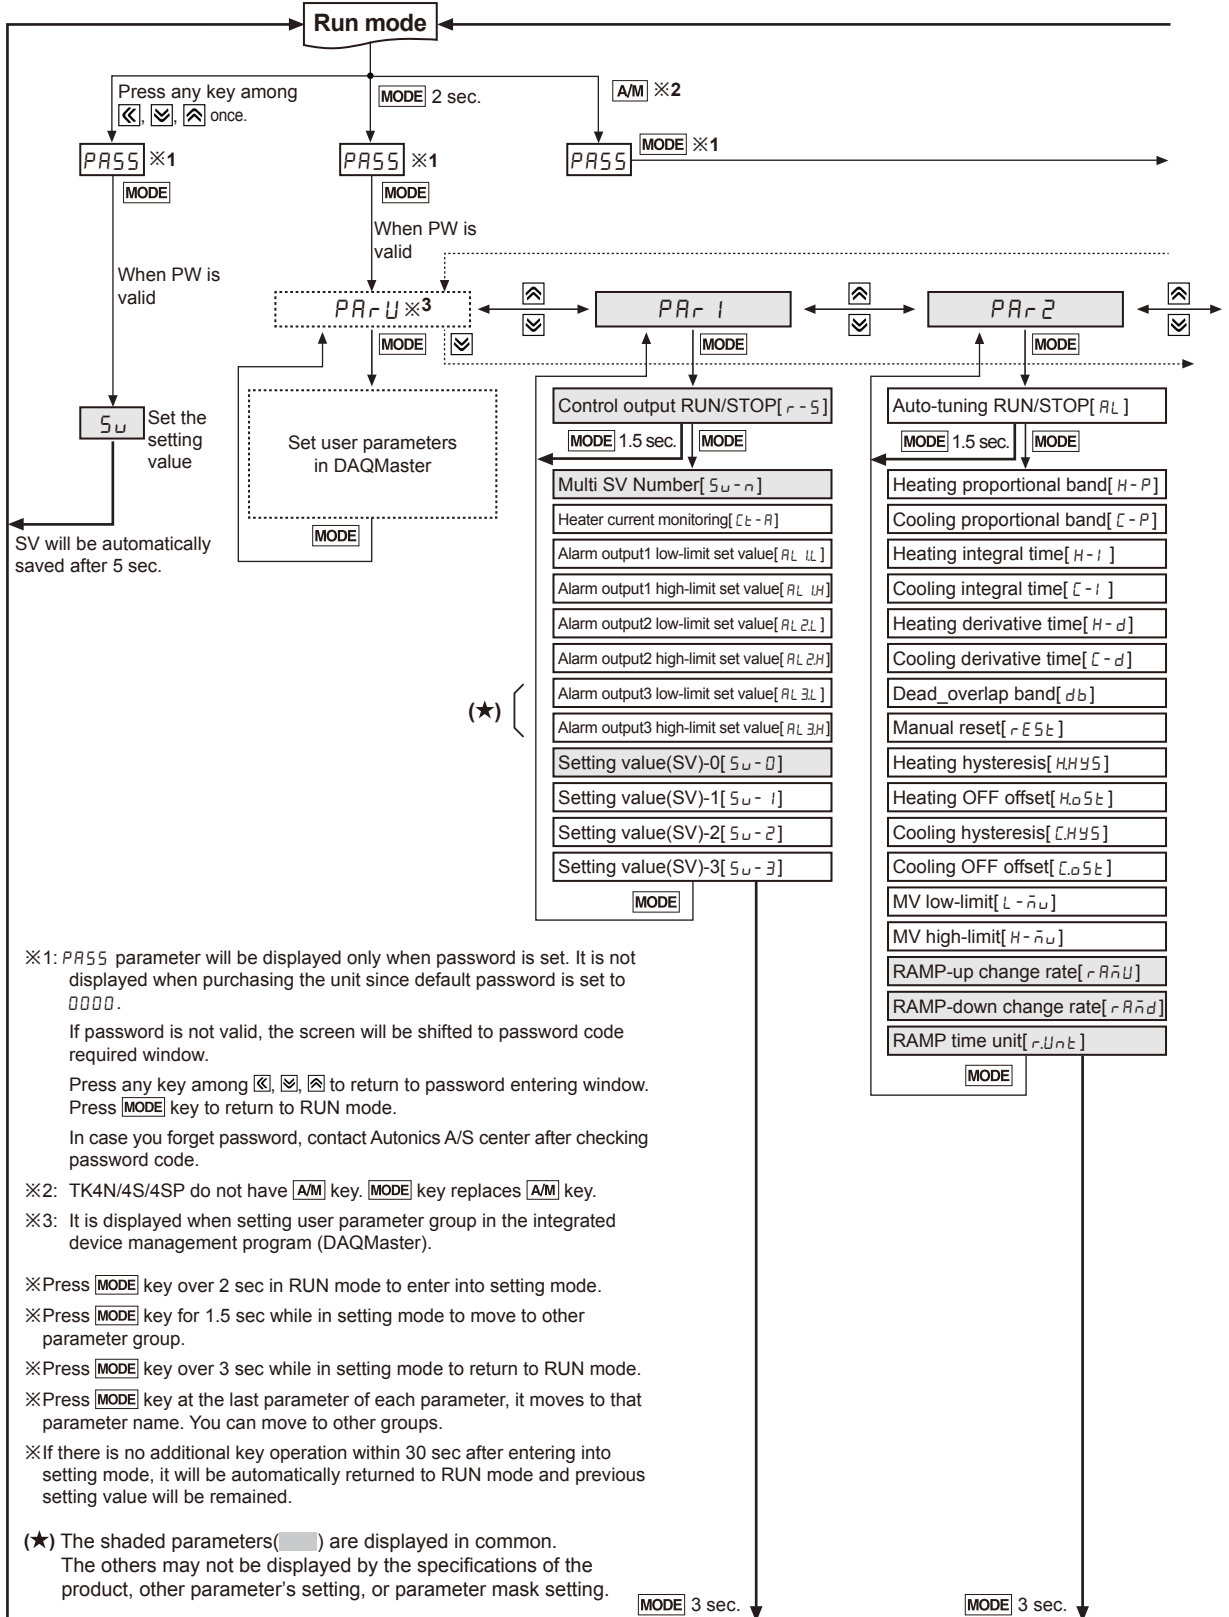 Run mode
Press any key among
, , once.
MODE 2 sec.
A/M ※2
PASS ※1
MODE
PASS ※1
MODE
PASS
MODE ※1
When PW is
valid
When PW is
valid
PArU ※3
PAr1
PAr2
MODE
MODE
MODE
Su
Set the
setting
value
SV will be automatically
saved after 5 sec.
Set user parameters
in DAQMaster
MODE
Control output RUN/STOP[r-S]
MODE 1.5 sec. MODE
Multi SV Number[Su-n]
Heater current monitoring[Ct-A]
Alarm output1 low-limit set value[AL1.L]
Alarm output1 high-limit set value[AL1.H]
Alarm output2 low-limit set value[AL2.L]
Alarm output2 high-limit set value[AL2.H]
(★)
Alarm output3 low-limit set value[AL3.L]
Alarm output3 high-limit set value[AL3.H]
Setting value(SV)-0[Su-0]
Setting value(SV)-1[Su-1]
Setting value(SV)-2[Su-2]
Setting value(SV)-3[Su-3]
MODE
Auto-tuning RUN/STOP[AL]
MODE 1.5 sec. MODE
Heating proportional band[H-P]
Cooling proportional band[C-P]
Heating integral time[H-I]
Cooling integral time[C-I]
Heating derivative time[H-d]
Cooling derivative time[C-d]
Dead_overlap band[db]
Manual reset[rESt]
Heating hysteresis[H.HYS]
Heating OFF offset[H.oSt]
Cooling hysteresis[C.HYS]
Cooling OFF offset[C.oSt]
MV low-limit[L-n̄u]
MV high-limit[H-n̄u]
RAMP-up change rate[rAn̄U]
RAMP-down change rate[rAn̄d]
RAMP time unit[r.Unt]
MODE
※1: PASS parameter will be displayed only when password is set. It is not
displayed when purchasing the unit since default password is set to
0000.
If password is not valid, the screen will be shifted to password code
required window.
Press any key among , , to return to password entering window.
Press MODE key to return to RUN mode.
In case you forget password, contact Autonics A/S center after checking
password code.
※2: TK4N/4S/4SP do not have A/M key. MODE key replaces A/M key.
※3: It is displayed when setting user parameter group in the integrated
device management program (DAQMaster).
※Press MODE key over 2 sec in RUN mode to enter into setting mode.
※Press MODE key for 1.5 sec while in setting mode to move to other
parameter group.
※Press MODE key over 3 sec while in setting mode to return to RUN mode.
※Press MODE key at the last parameter of each parameter, it moves to that
parameter name. You can move to other groups.
※If there is no additional key operation within 30 sec after entering into
setting mode, it will be automatically returned to RUN mode and previous
setting value will be remained.
(★) The shaded parameters( ) are displayed in common.
The others may not be displayed by the specifications of the
product, other parameter's setting, or parameter mask setting.
MODE 3 sec.
MODE 3 sec.